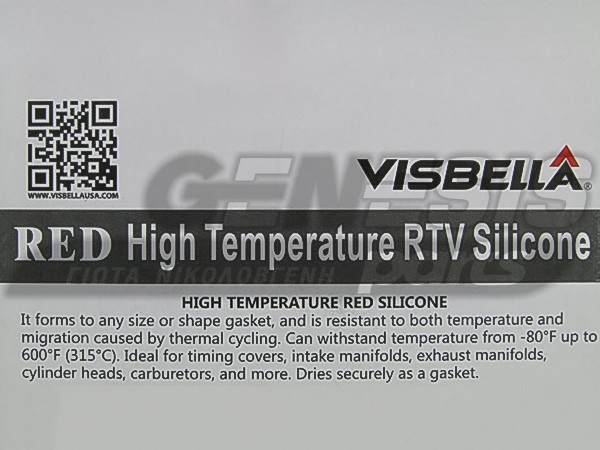 WWW.VISBELLAUSA.COM
VISBELLA®
GENESIS
parts
ΓΙΩΤΑ ΝΙΚΟΛΟΒΓΕΝΗ
RED High Temperature RTV Silicone
HIGH TEMPERATURE RED SILICONE
It forms to any size or shape gasket, and is resistant to both temperature and
migration caused by thermal cycling. Can withstand temperature from -80°F up to
600°F (315°C). Ideal for timing covers, intake manifolds, exhaust manifolds,
cylinder heads, carburetors, and more. Dries securely as a gasket.